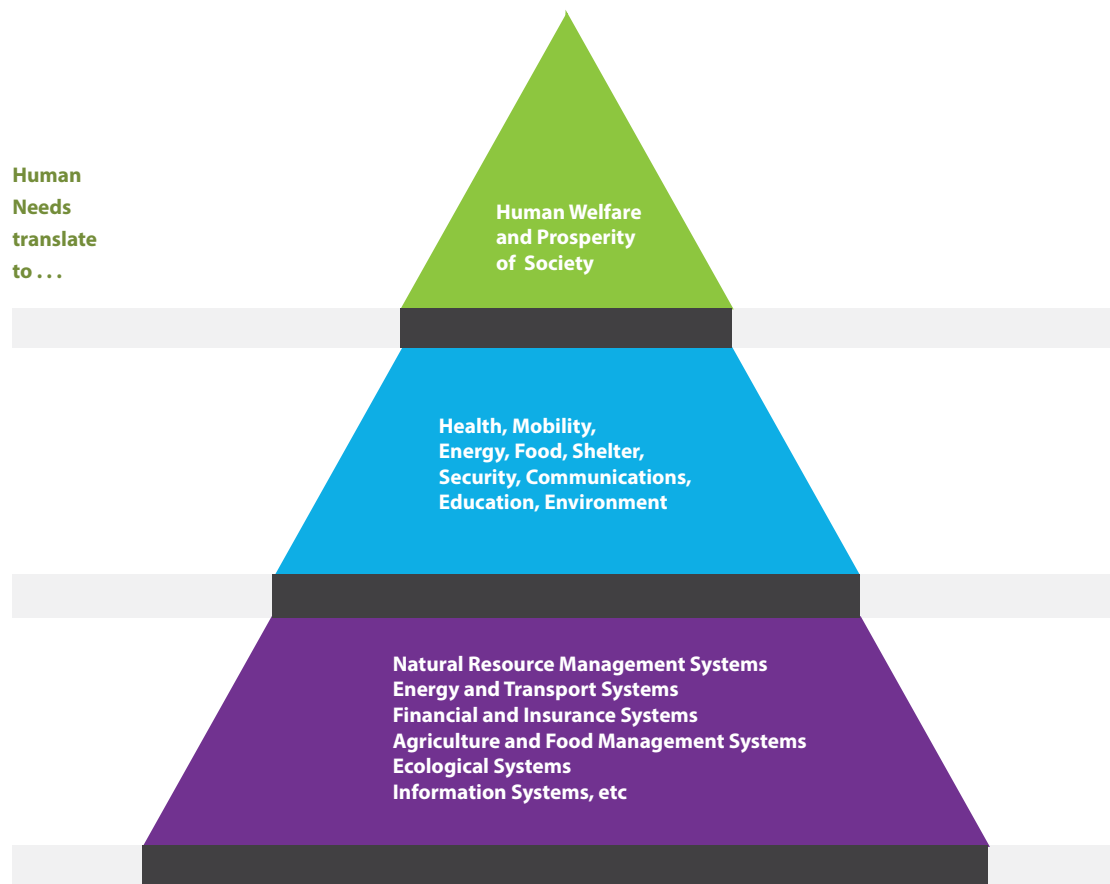 Human
Needs
translate
to . . .
Human Welfare
and Prosperity
of Society
Health, Mobility,
Energy, Food, Shelter,
Security, Communications,
Education, Environment
Natural Resource Management Systems
Energy and Transport Systems
Financial and Insurance Systems
Agriculture and Food Management Systems
Ecological Systems
Information Systems, etc